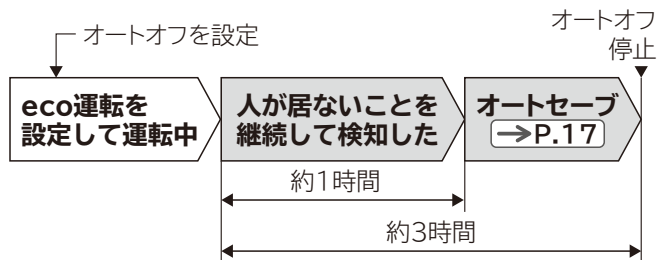 オートオフを設定
オートオフ
停止
eco運転を
設定して運転中
人が居ないことを
継続して検知した
オートセーブ
→P.17
約1時間
約3時間